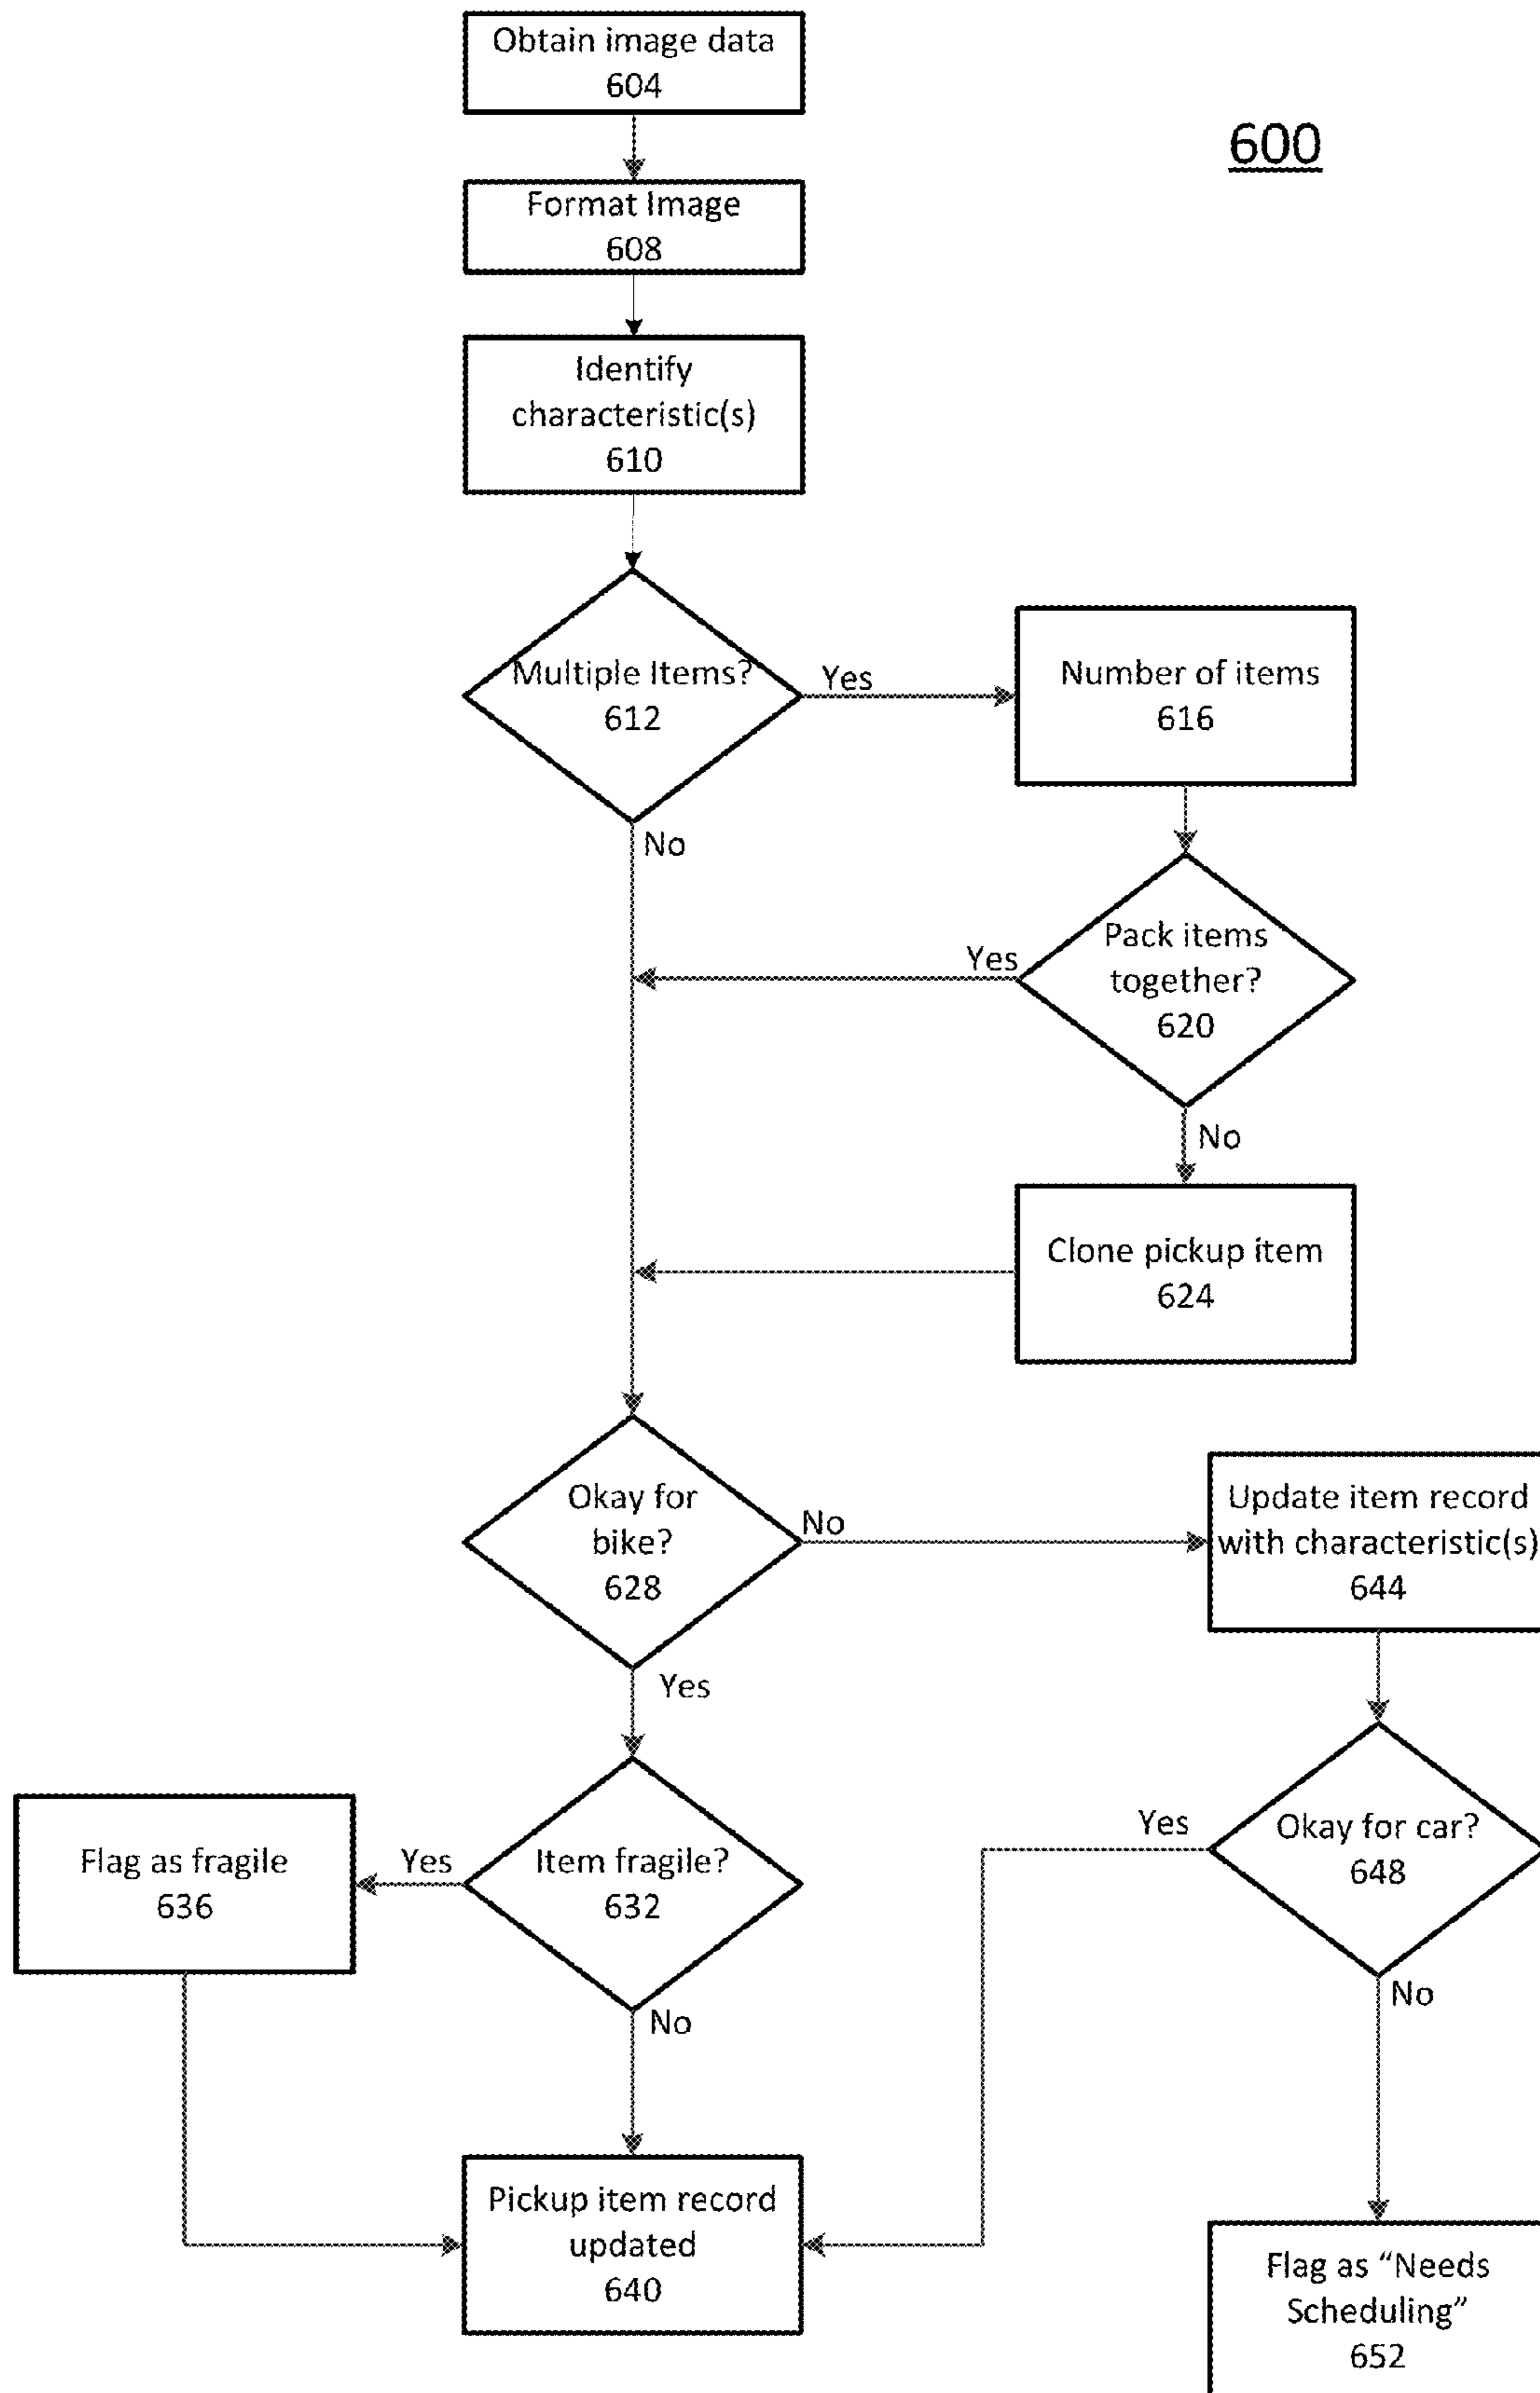 Obtain image data
604
600
Format Image
608
Identify
characteristic(s)
610
Multiple Items?
612
Yes
Number of items
616
No
Pack items
together?
620
Yes
No
Clone pickup item
624
Okay for
bike?
628
No
Update item record
with characteristic(s)
644
Yes
Item fragile?
632
Yes
Flag as fragile
636
Okay for car?
648
Yes
No
No
Pickup item record
updated
640
Flag as “Needs
Scheduling”
652